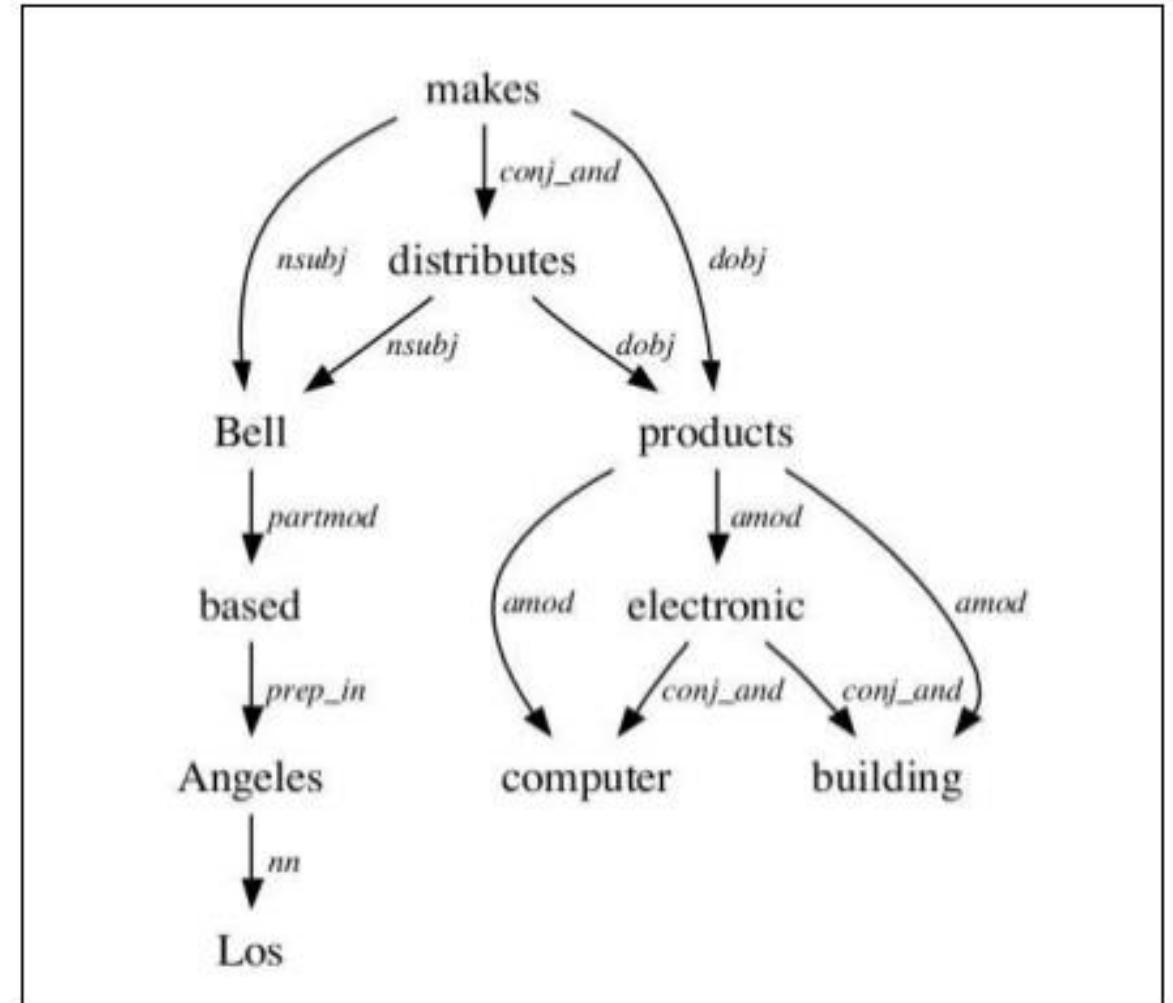 makes
conj_and
nsubj distributes dobj
nsubj dobj
Bell products
partmod amod
based amod electronic amod
prep_in conj_and conj_and
Angeles computer building
nn
Los